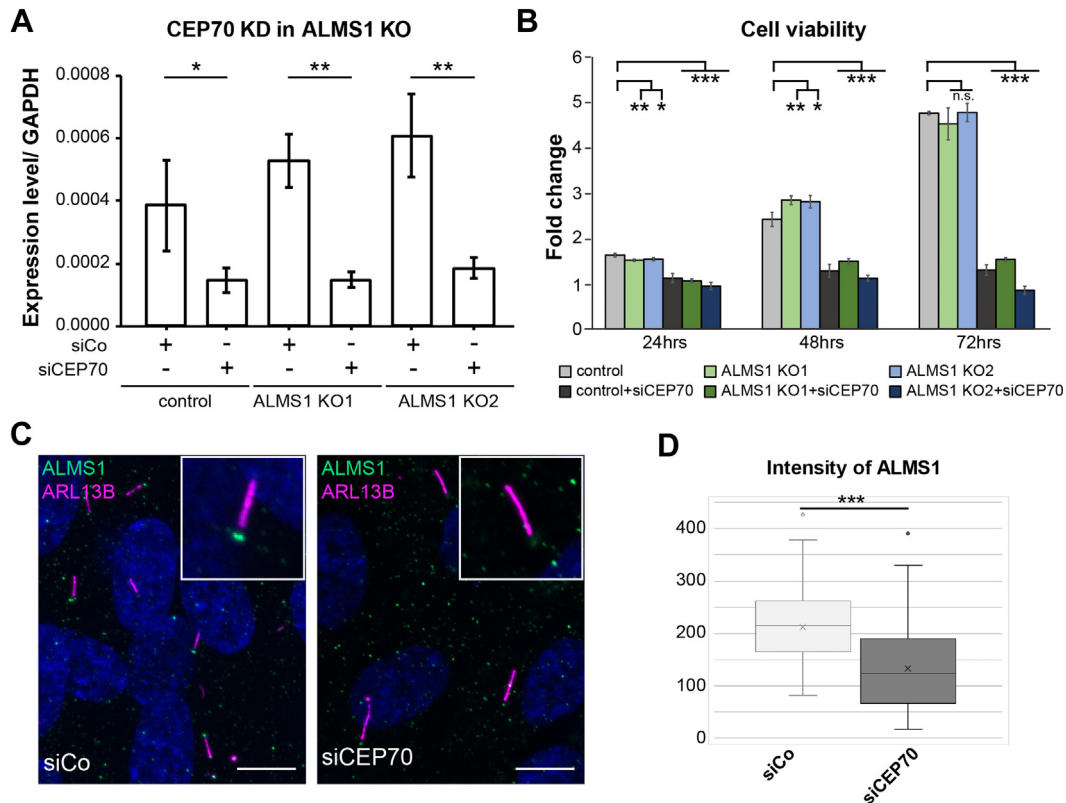 A
CEP70 KD in ALMS1 KO
Expression level/ GAPDH
0.0008
0.0006
0.0004
0.0002
0.0000
* ** **
siCo + - + - + -
siCEP70 - + - + - +
control ALMS1 KO1 ALMS1 KO2
B
Cell viability
Fold change
6
5
4
3
2
1
0
*** *** ***
** * ** * n.s.
24hrs 48hrs 72hrs
control ALMS1 KO1 ALMS1 KO2
control+siCEP70 ALMS1 KO1+siCEP70 ALMS1 KO2+siCEP70
C
ALMS1
ARL13B
siCo
ALMS1
ARL13B
siCEP70
D
Intensity of ALMS1
***
400
300
200
100
0
siCo
siCEP70